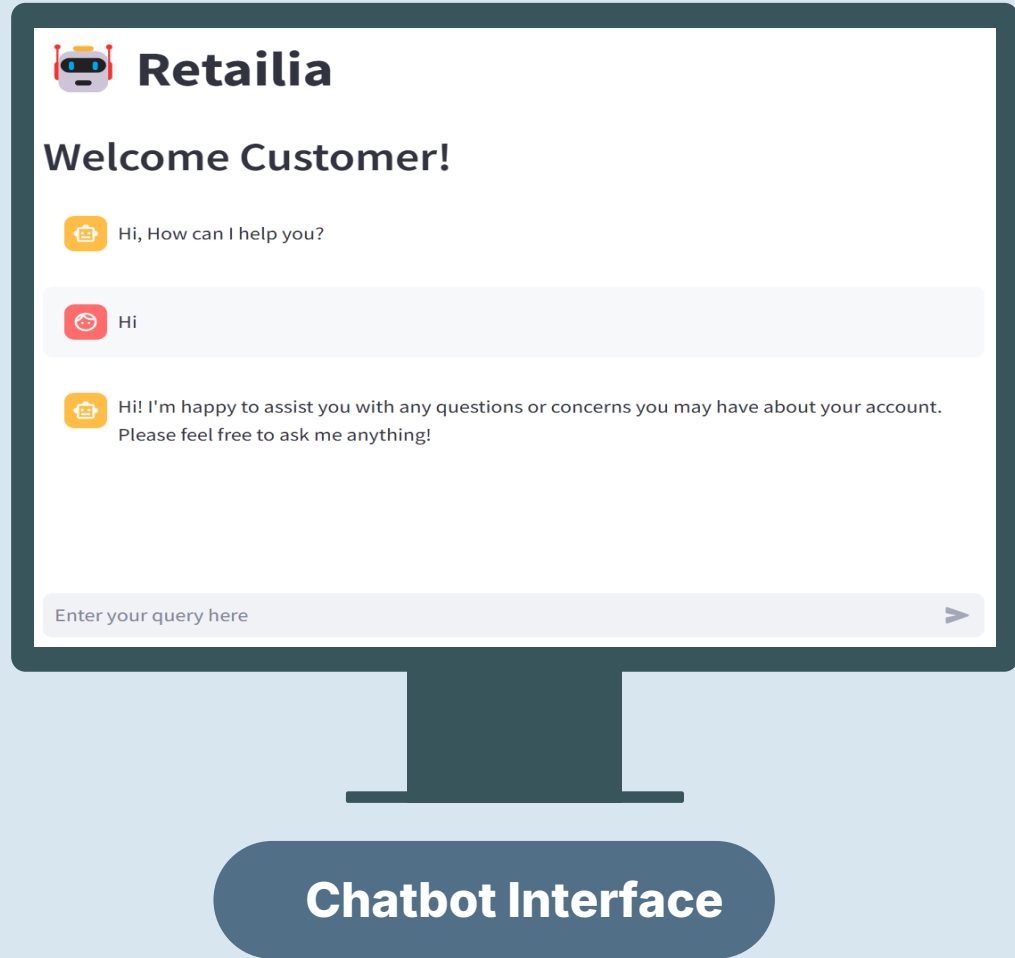 Retailia
Welcome Customer!
Hi, How can I help you?
Hi
Hi! I'm happy to assist you with any questions or concerns you may have about your account.
Please feel free to ask me anything!
Enter your query here
Chatbot Interface